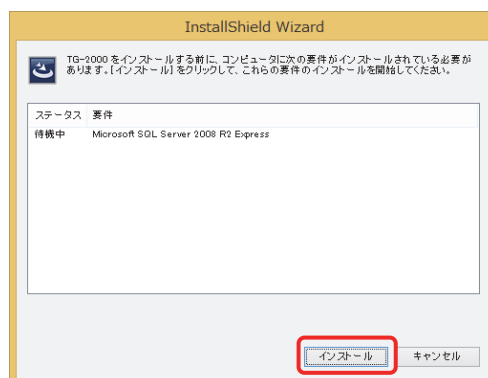 InstallShield Wizard
TG-2000 をインストールする前に、コンピュータに次の要件がインストールされている必要が
あります。[インストール] をクリックして、これらの要件のインストールを開始してください。
ステータス 要件
待機中 Microsoft SQL Server 2008 R2 Express
インストール キャンセル